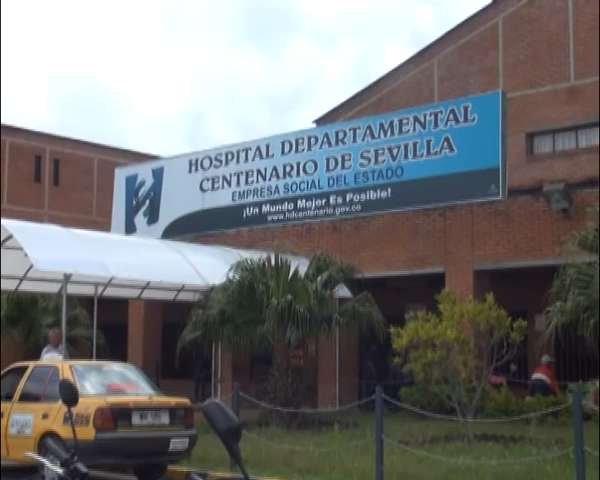 HOSPITAL DEPARTAMENTAL
CENTENARIO DE SEVILLA
EMPRESA SOCIAL DEL ESTADO
¡Un Mundo Mejor Es Posible!
www.hdcentenario.gov.co